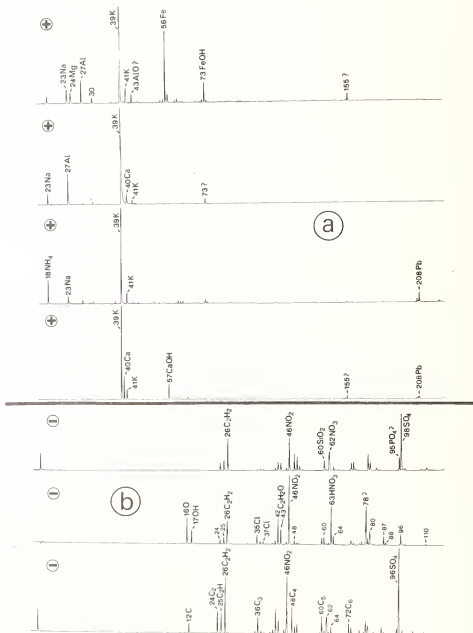 23Na
24Mg
27Al
30
39K
41K
43AlO?
56Fe
73FeOH
155?
23Na
27Al
39K
40Ca
41K
73?
a
18NH4
23Na
39K
41K
208Pb
39K
40Ca
41K
57CaOH
155?
208Pb
26C2H2
46NO2
60SiO2
62NO3
95PO4?
98SO4
b
16O
17OH
24
25
26C2H2
35Cl
37Cl
42C2H2O
43
46NO2
48
60
63HNO3
64
78?
80
87
88
96
110
12C
24C2
25C2H
26C2H2
36C3
46NO2
48C4
60C5
62
64
72C6
96SO4